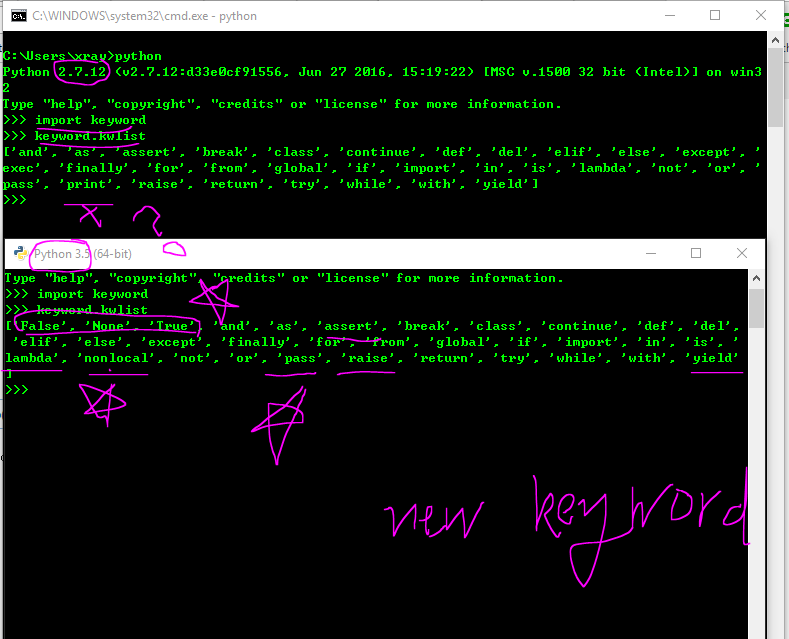 C:\WINDOWS\system32\cmd.exe - python
C:\Users\xray>python
Python 2.7.12 (v2.7.12:d33e0cf91556, Jun 27 2016, 15:19:22) [MSC v.1500 32 bit (Intel)] on win3
2
Type "help", "copyright", "credits" or "license" for more information.
>>> import keyword
>>> keyword.kwlist
['and', 'as', 'assert', 'break', 'class', 'continue', 'def', 'del', 'elif', 'else', 'except', '
exec', 'finally', 'for', 'from', 'global', 'if', 'import', 'in', 'is', 'lambda', 'not', 'or', '
pass', 'print', 'raise', 'return', 'try', 'while', 'with', 'yield']
>>>
x ?
Python 3.5 (64-bit)
Type "help", "copyright", "credits" or "license" for more information.
>>> import keyword
>>> keyword.kwlist
['False', 'None', 'True', 'and', 'as', 'assert', 'break', 'class', 'continue', 'def', 'del',
'elif', 'else', 'except', 'finally', 'for', 'from', 'global', 'if', 'import', 'in', 'is', '
lambda', 'nonlocal', 'not', 'or', 'pass', 'raise', 'return', 'try', 'while', 'with', 'yield'
]
>>>
new keyword